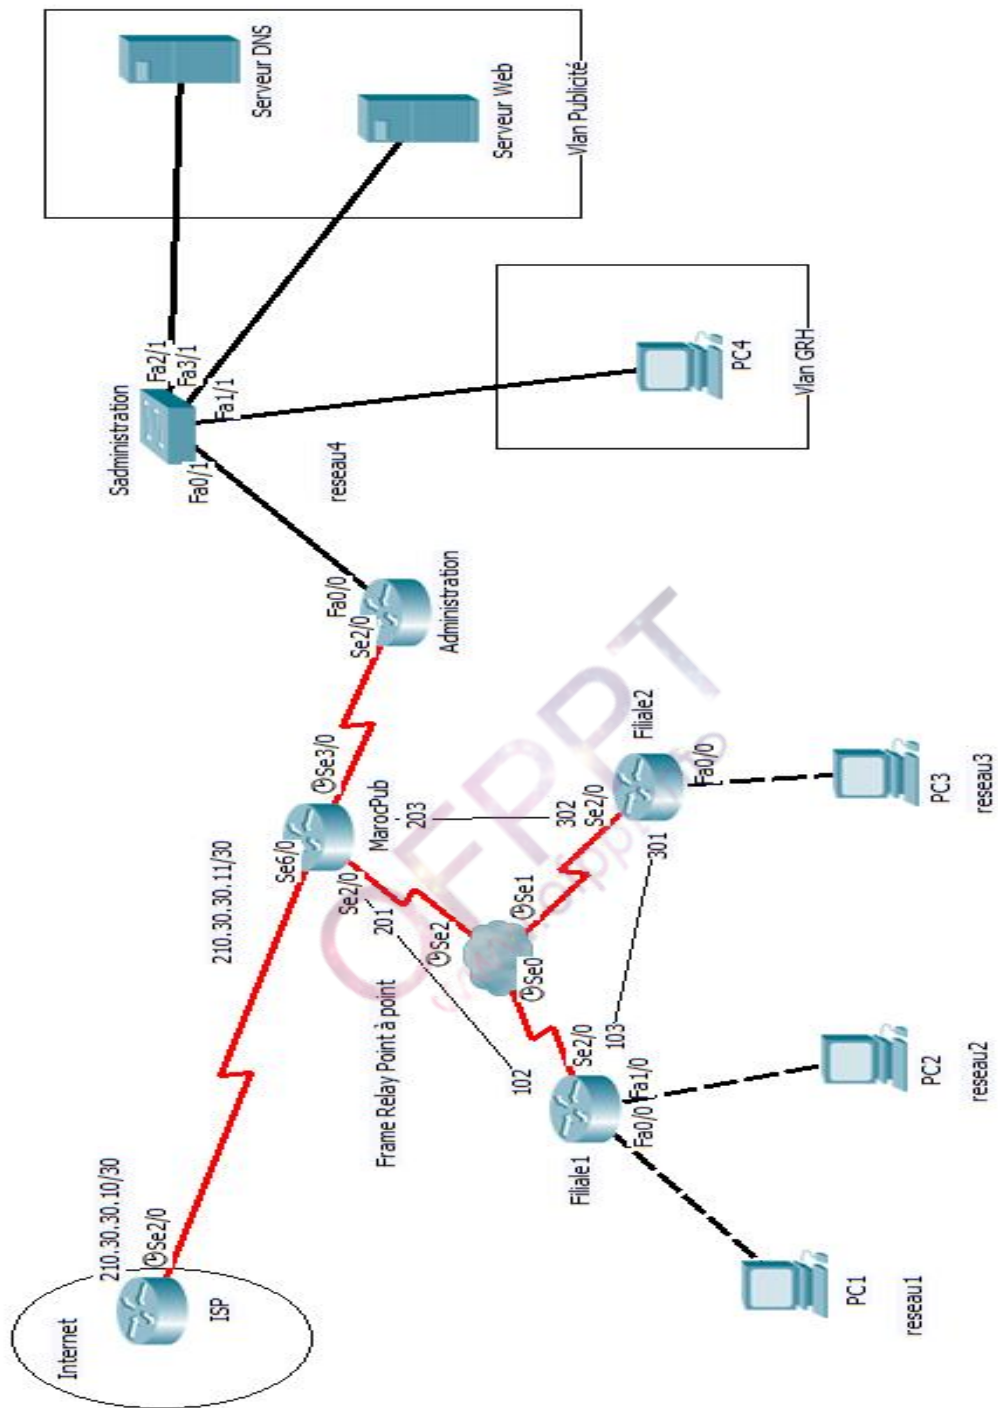 Internet
210.30.30.10/30
Se2/0
ISP
210.30.30.11/30
Se6/0
Se3/0
MarocPub
Se2/0
201
203
Frame Relay Point à point
Se2
Se1
Se0
102
Se2/0
103
Filiale1
Fa0/0
Fa1/0
302
Se2/0
Filiale2
301
Fa0/0
PC1
reseau1
PC2
reseau2
PC3
reseau3
Se2/0
Fa0/0
Administration
Sadministration
Fa0/1
Fa2/1
Fa3/1
Fa1/1
reseau4
Serveur DNS
Serveur Web
Vlan Publicité
PC4
Vlan GRH
OFPPT